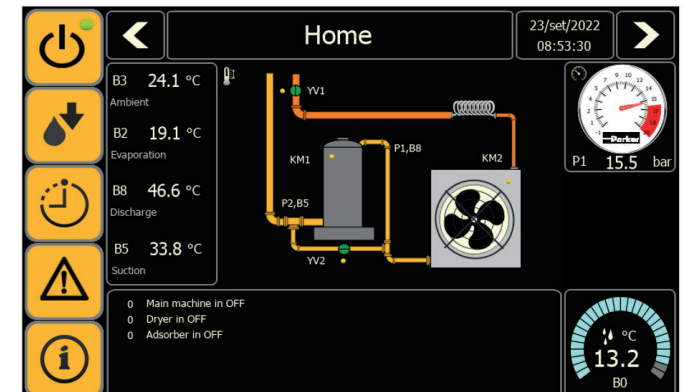 Home
23/set/2022
08:53:30
B3 24.1 °C
Ambient
B2 19.1 °C
Evaporation
B8 46.6 °C
Discharge
B5 33.8 °C
Suction
YV1
KM1
P1,B8
KM2
P2,B5
YV2
Parker
P1 15.5 bar
0 Main machine in OFF
0 Dryer in OFF
0 Adsorber in OFF
°C
13.2
B0